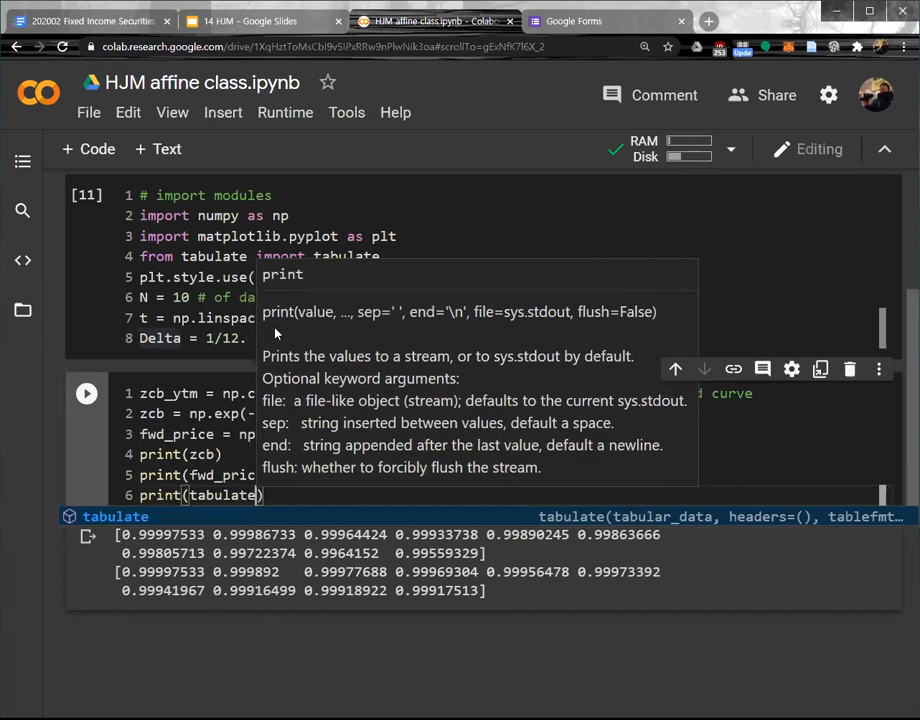 202002 Fixed Income Securities
14 HJM - Google Slides
HJM affine class.ipynb - Colabo
Google Forms
colab.research.google.com
253
Upda
HJM affine class.ipynb
Comment
Share
File Edit View Insert Runtime Tools Help
+ Code + Text
RAM
Disk
Editing
[11]
1 # import modules
2 import numpy as np
3 import matplotlib.pyplot as plt
4 from tabulate import tabulate
5 plt.style.use(
6 N = 10 # of da
7 t = np.linspac
8 Delta = 1/12.
print
print(value, ..., sep=' ', end='\n', file=sys.stdout, flush=False)
Prints the values to a stream, or to sys.stdout by default.
Optional keyword arguments:
file: a file-like object (stream); defaults to the current sys.stdout.
sep: string inserted between values, default a space.
end: string appended after the last value, default a newline.
flush: whether to forcibly flush the stream.
1 zcb_ytm = np.c d curve
2 zcb = np.exp(-
3 fwd_price = np
4 print(zcb)
5 print(fwd_pric
6 print(tabulate)
tabulate tabulate(tabular_data, headers=(), tablefmt…
[0.99997533 0.99986733 0.99964424 0.99933738 0.99890245 0.99863666
0.99805713 0.99722374 0.9964152 0.99559329]
[0.99997533 0.999892 0.99977688 0.99969304 0.99956478 0.99973392
0.99941967 0.99916499 0.99918922 0.99917513]